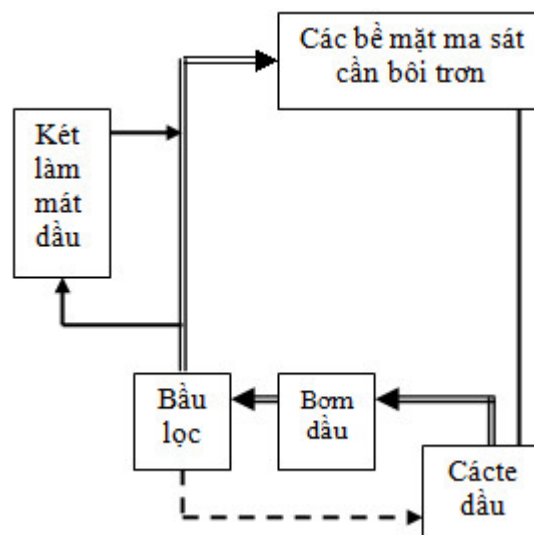 Các bề mặt ma sát
cần bôi trơn
Két
làm
mát
dầu
Bầu
lọc
Bơm
dầu
Cácte
dầu